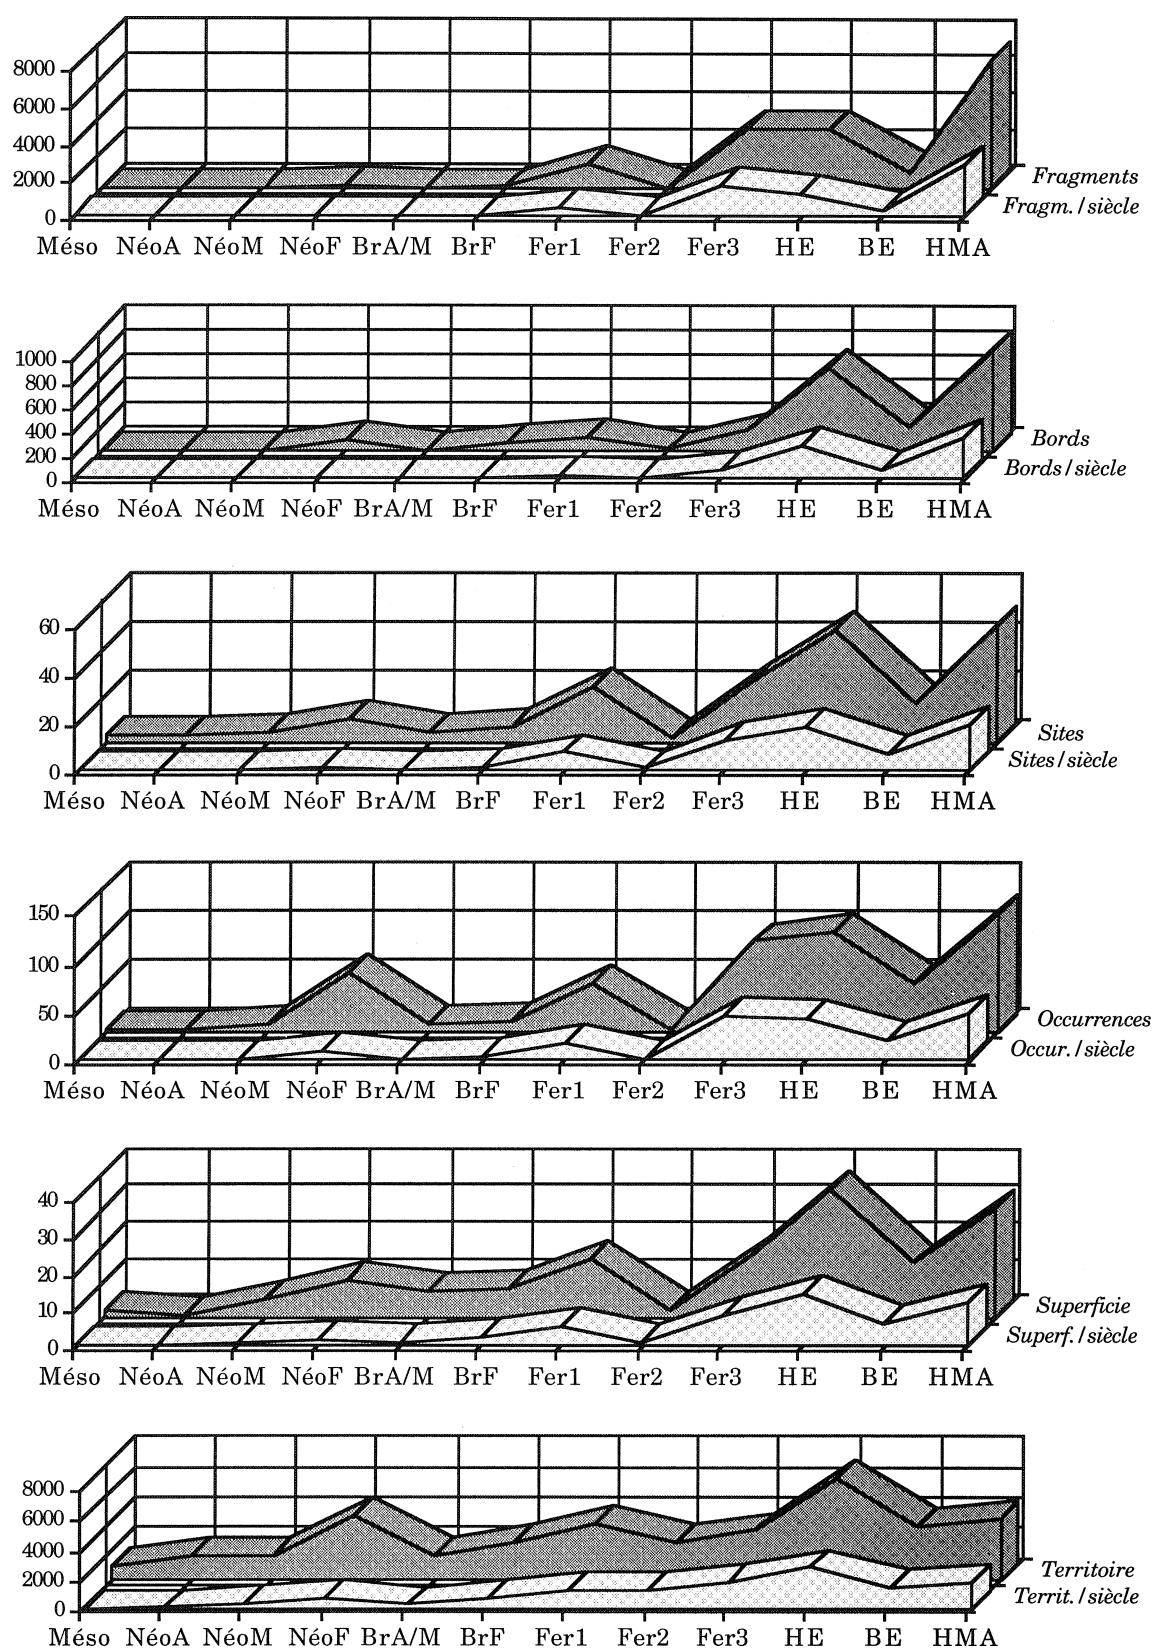 8000
6000
4000
2000
0
Fragments
Fragm./siècle
Méso NéoA NéoM NéoF BrA/M BrF Fer1 Fer2 Fer3 HE BE HMA
1000
800
600
400
200
0
Bords
Bords/siècle
Méso NéoA NéoM NéoF BrA/M BrF Fer1 Fer2 Fer3 HE BE HMA
60
40
20
0
Sites
Sites/siècle
Méso NéoA NéoM NéoF BrA/M BrF Fer1 Fer2 Fer3 HE BE HMA
150
100
50
0
Occurrences
Occur./siècle
Méso NéoA NéoM NéoF BrA/M BrF Fer1 Fer2 Fer3 HE BE HMA
40
30
20
10
0
Superficie
Superf./siècle
Méso NéoA NéoM NéoF BrA/M BrF Fer1 Fer2 Fer3 HE BE HMA
8000
6000
4000
2000
0
Territoire
Territ./siècle
Méso NéoA NéoM NéoF BrA/M BrF Fer1 Fer2 Fer3 HE BE HMA